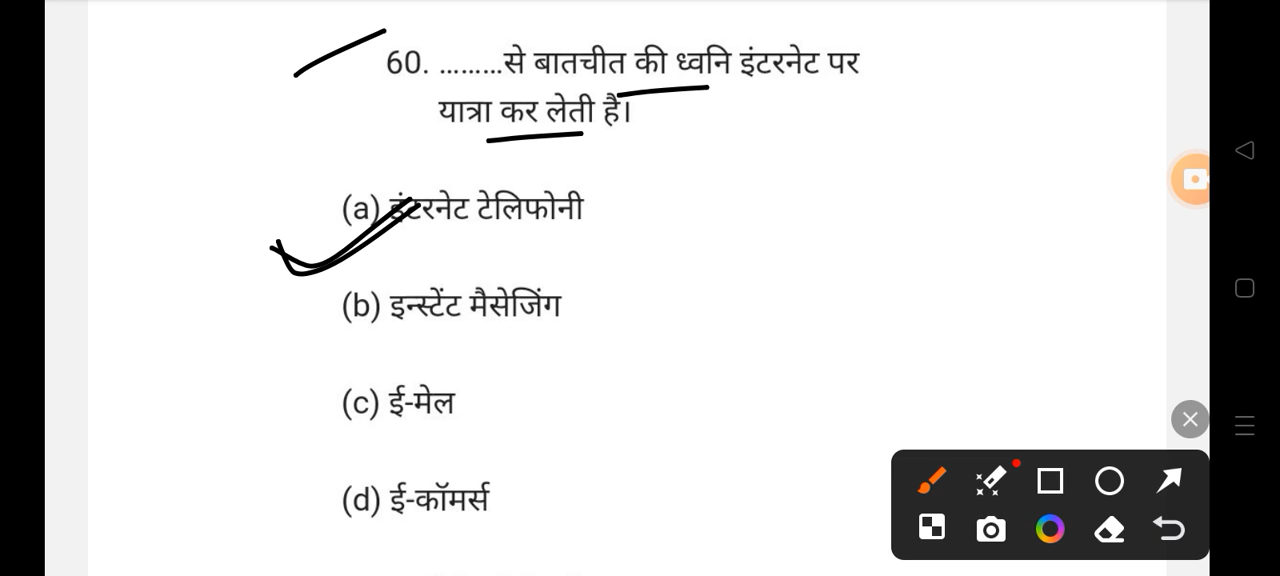 60. .........से बातचीत की ध्वनि इंटरनेट पर
यात्रा कर लेती है।
(a) इंटरनेट टेलिफोनी
(b) इन्स्टेंट मैसेजिंग
(c) ई-मेल
(d) ई-कॉमर्स